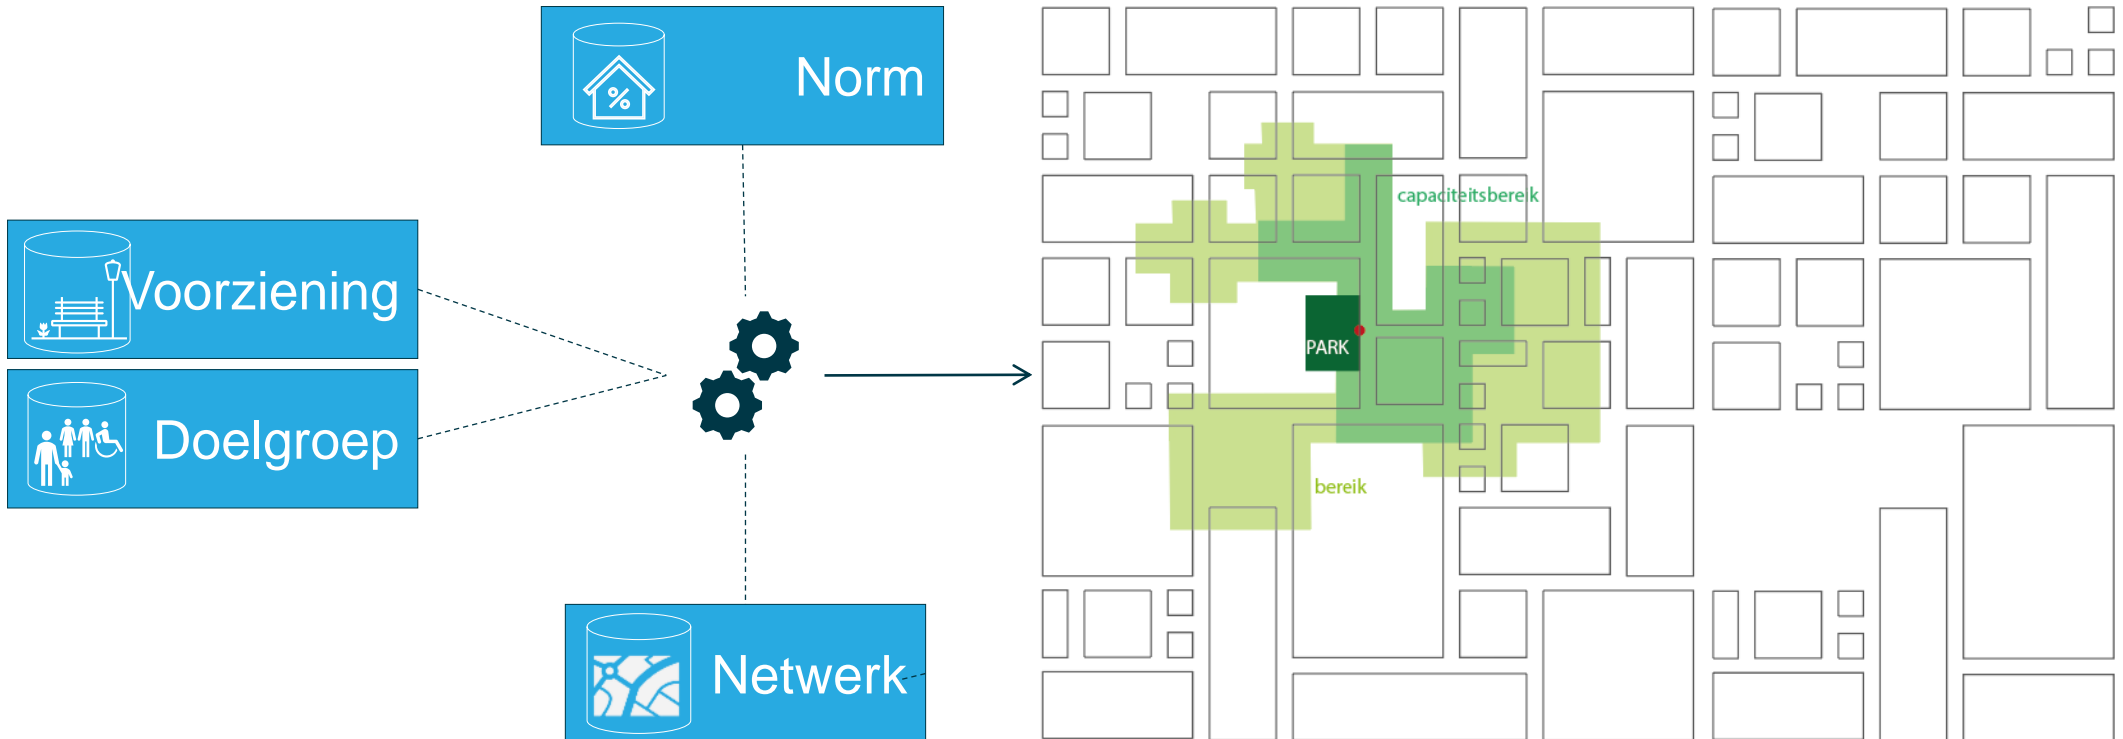 Norm
Voorziening
Doelgroep
Netwerk
capaciteitsbereik
PARK
bereik
%